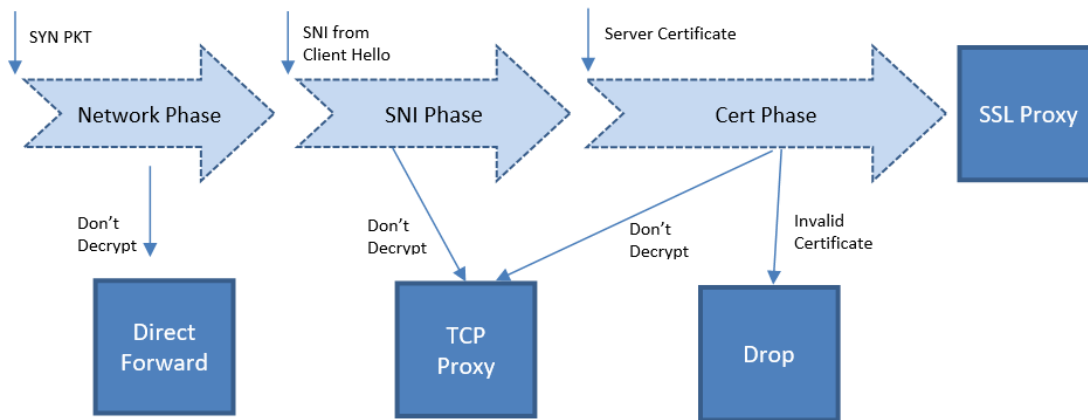 SYN PKT
SNI from
Client Hello
Server Certificate
Network Phase
SNI Phase
Cert Phase
SSL Proxy
Don’t
Decrypt
Don’t
Decrypt
Don’t
Decrypt
Invalid
Certificate
Direct
Forward
TCP
Proxy
Drop